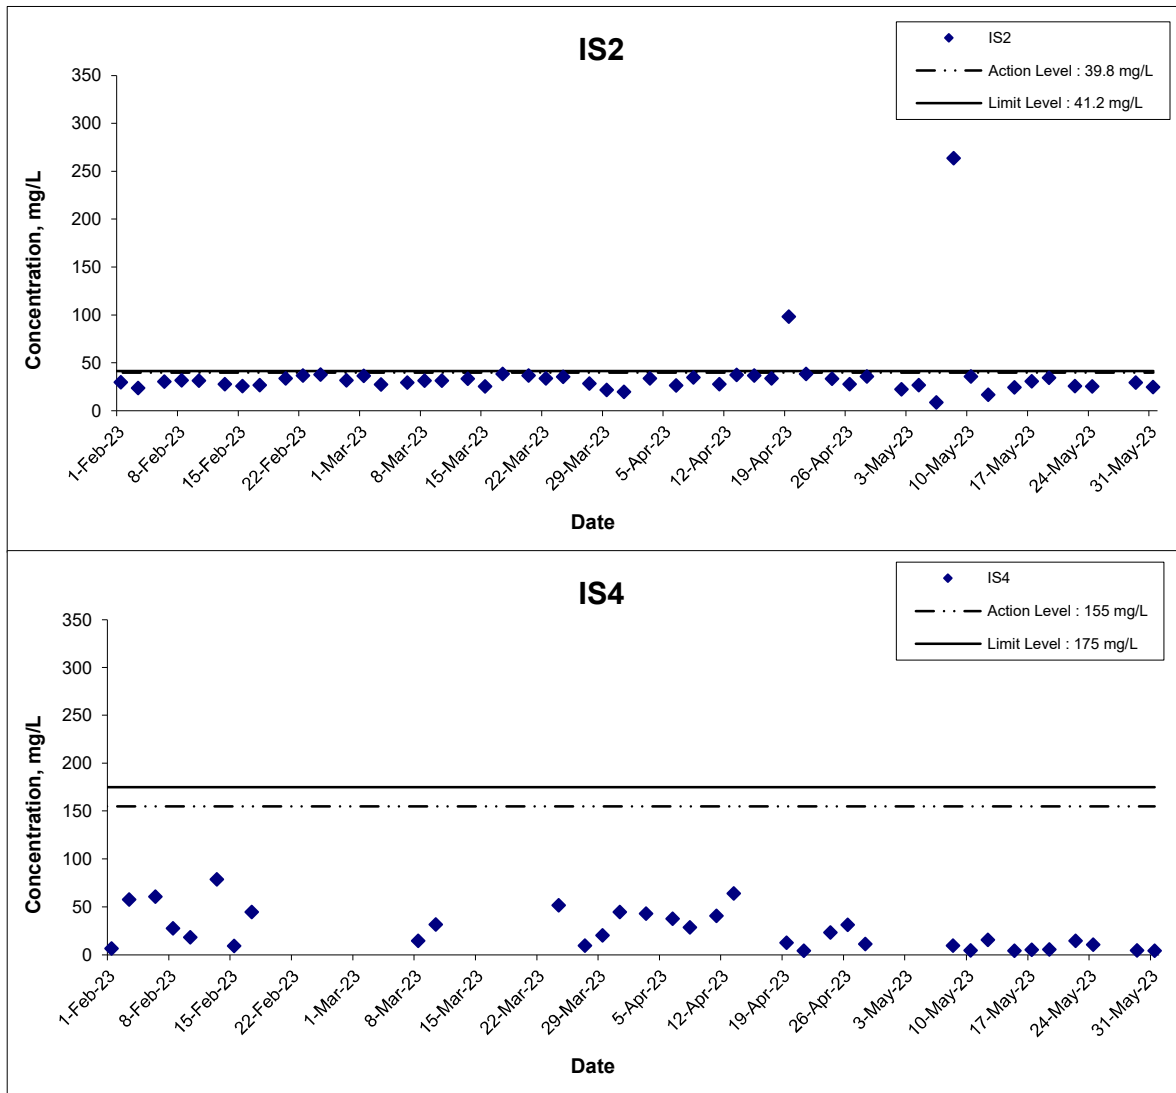 IS2
IS2
Action Level : 39.8 mg/L
Limit Level : 41.2 mg/L
Concentration, mg/L
350
300
250
200
150
100
50
0
1-Feb-23
8-Feb-23
15-Feb-23
22-Feb-23
1-Mar-23
8-Mar-23
15-Mar-23
22-Mar-23
29-Mar-23
5-Apr-23
12-Apr-23
19-Apr-23
26-Apr-23
3-May-23
10-May-23
17-May-23
24-May-23
31-May-23
Date
IS4
IS4
Action Level : 155 mg/L
Limit Level : 175 mg/L
Concentration, mg/L
350
300
250
200
150
100
50
0
1-Feb-23
8-Feb-23
15-Feb-23
22-Feb-23
1-Mar-23
8-Mar-23
15-Mar-23
22-Mar-23
29-Mar-23
5-Apr-23
12-Apr-23
19-Apr-23
26-Apr-23
3-May-23
10-May-23
17-May-23
24-May-23
31-May-23
Date